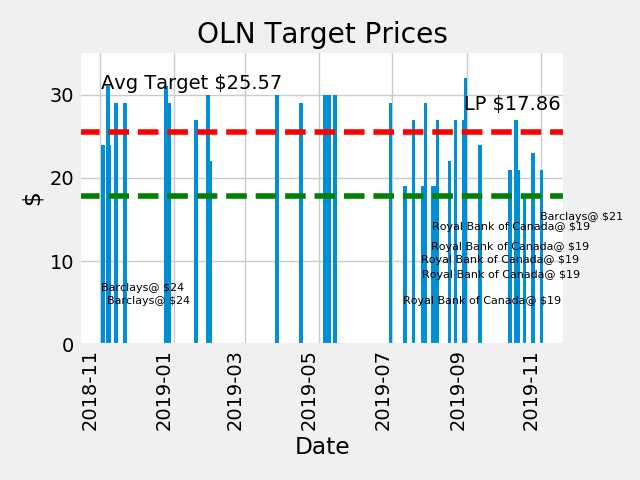 OLN Target Prices
Avg Target $25.57
LP $17.86
Barclays@ $21
Royal Bank of Canada@ $19
Royal Bank of Canada@ $19
Royal Bank of Canada@ $19
Royal Bank of Canada@ $19
Barclays@ $24
Barclays@ $24
Royal Bank of Canada@ $19
30
20
10
0
$
2018-11
2019-01
2019-03
2019-05
2019-07
2019-09
2019-11
Date